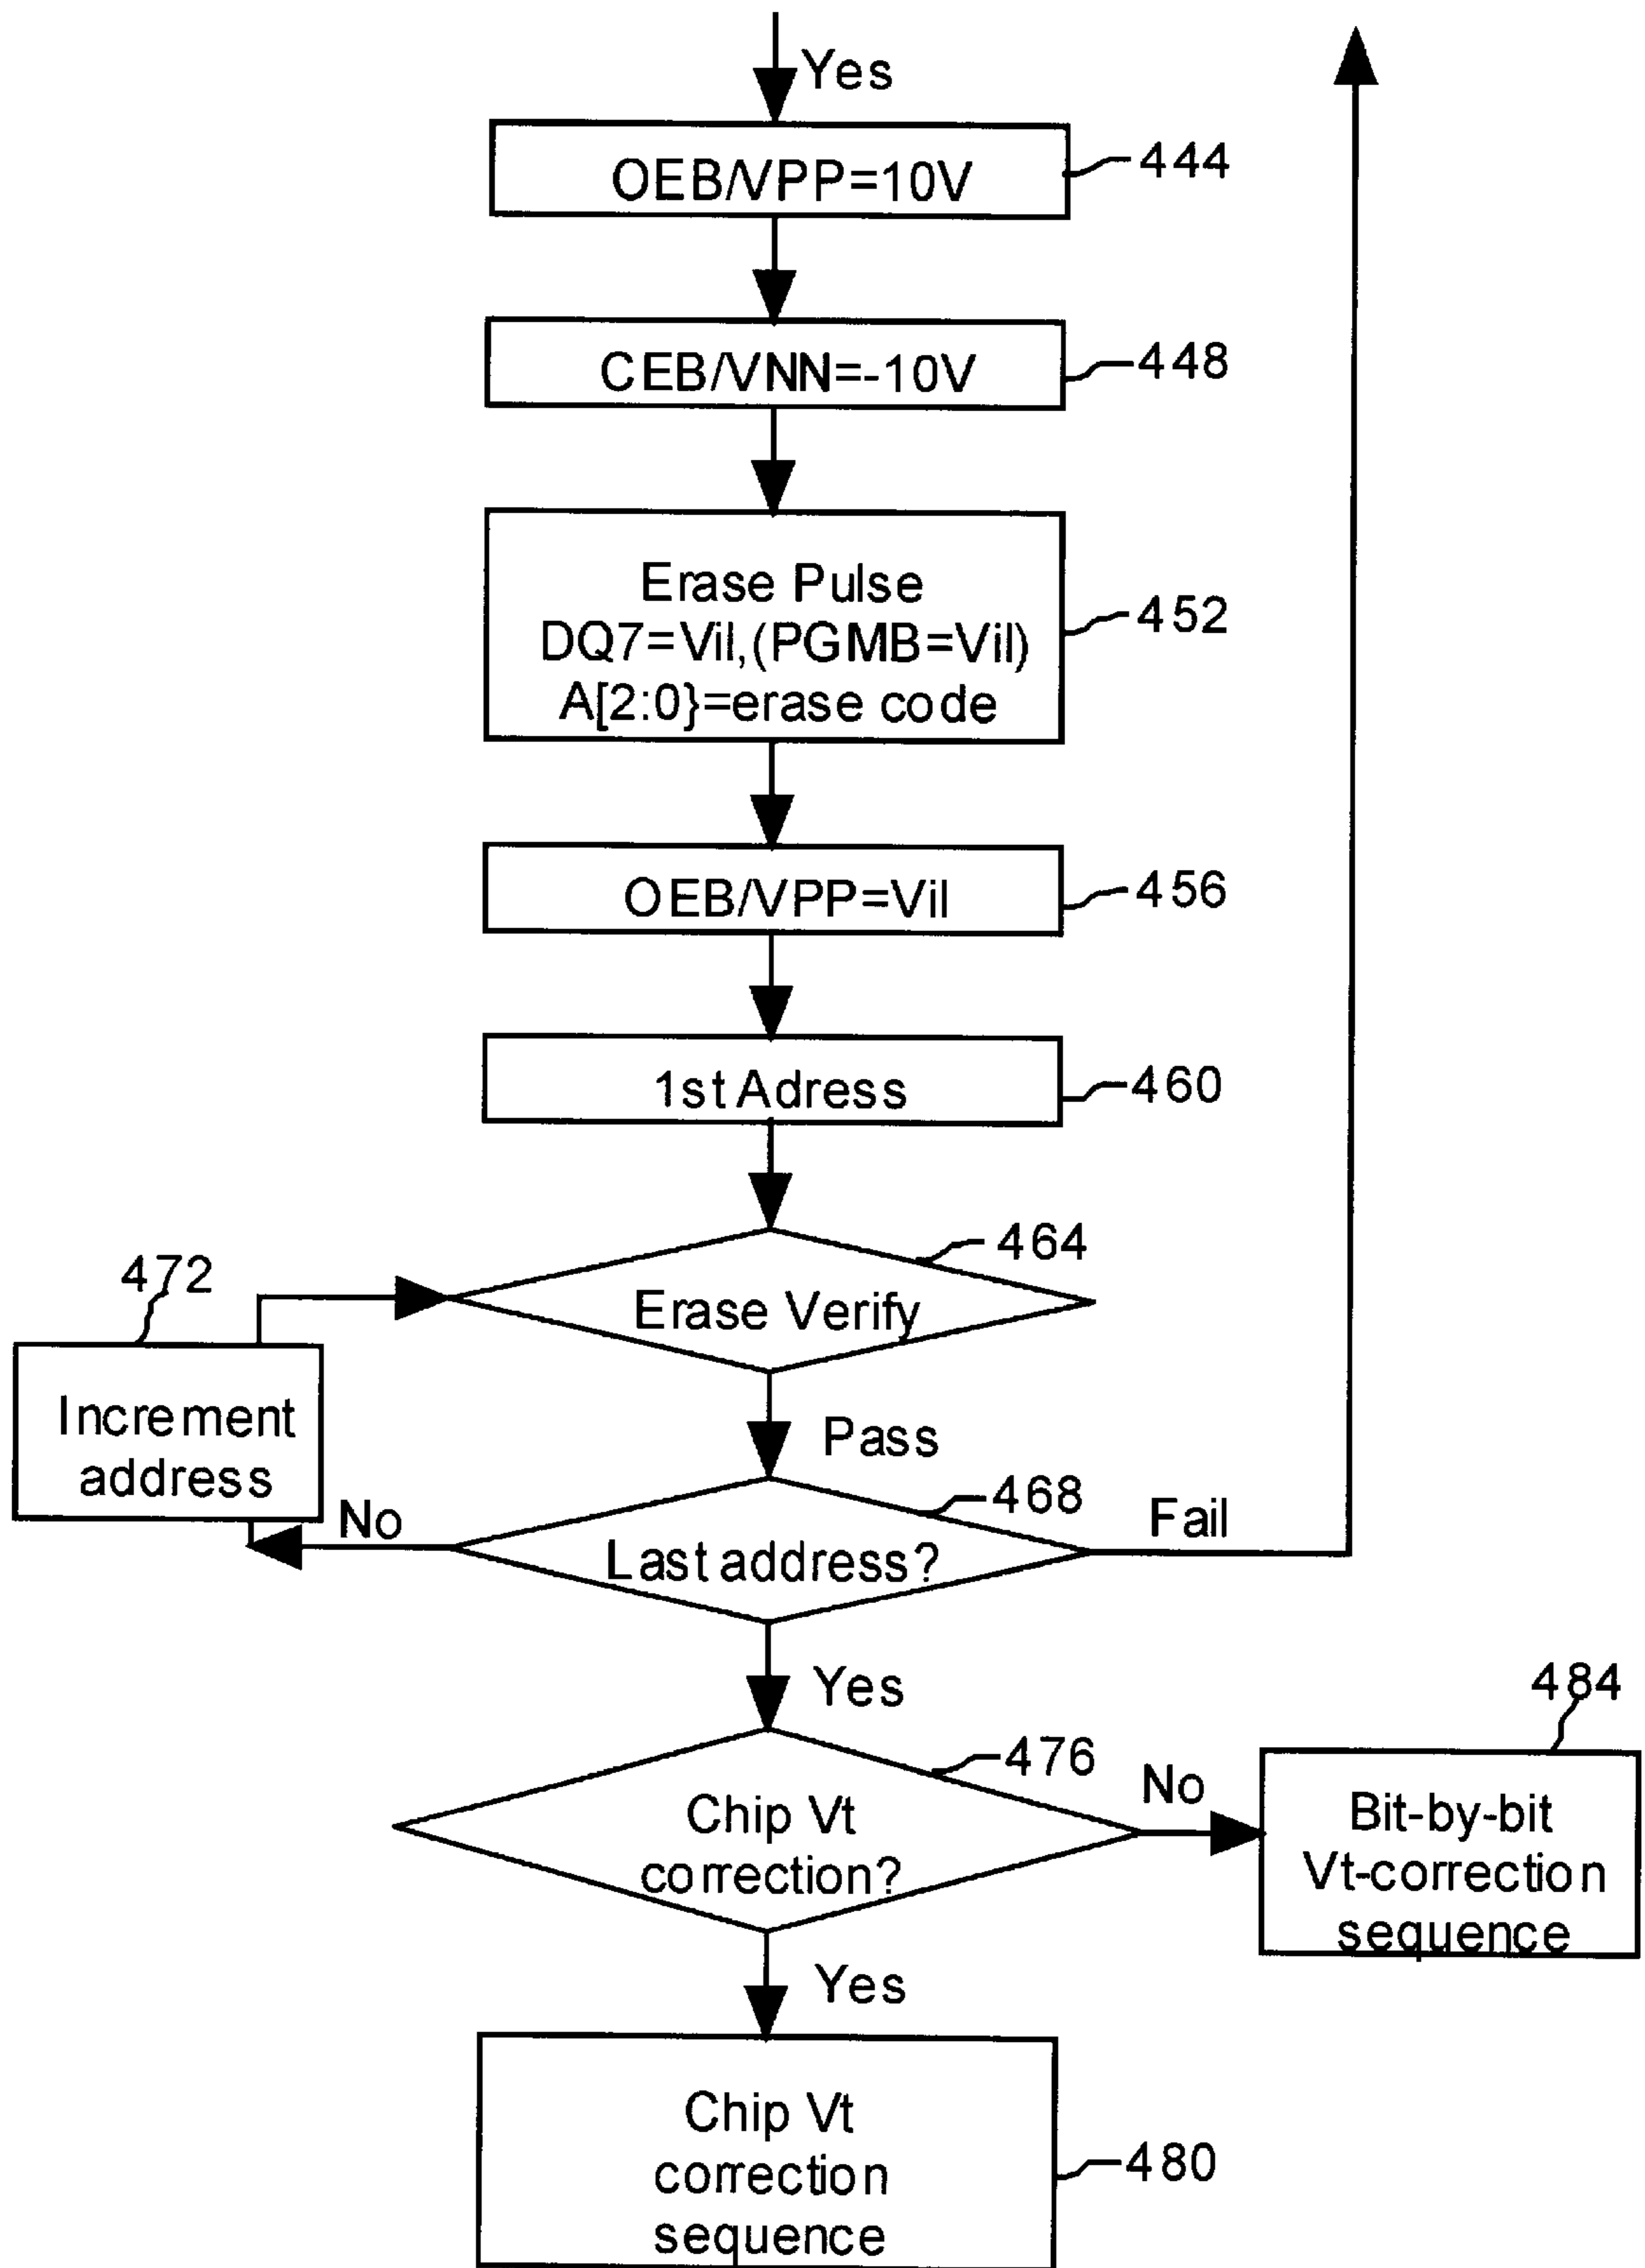 Yes
OEB/VPP=10V
444
CEB/VNN=-10V
448
Erase Pulse
DQ7=Vil,(PGMB=Vil)
A[2:0}=erase code
452
OEB/VPP=Vil
456
1st Adress
460
464
Erase Verify
472
Increment
address
Pass
468
No
Last address?
Fail
Yes
476
Chip Vt
correction?
No
484
Bit-by-bit
Vt-correction
sequence
Yes
Chip Vt
correction
sequence
480